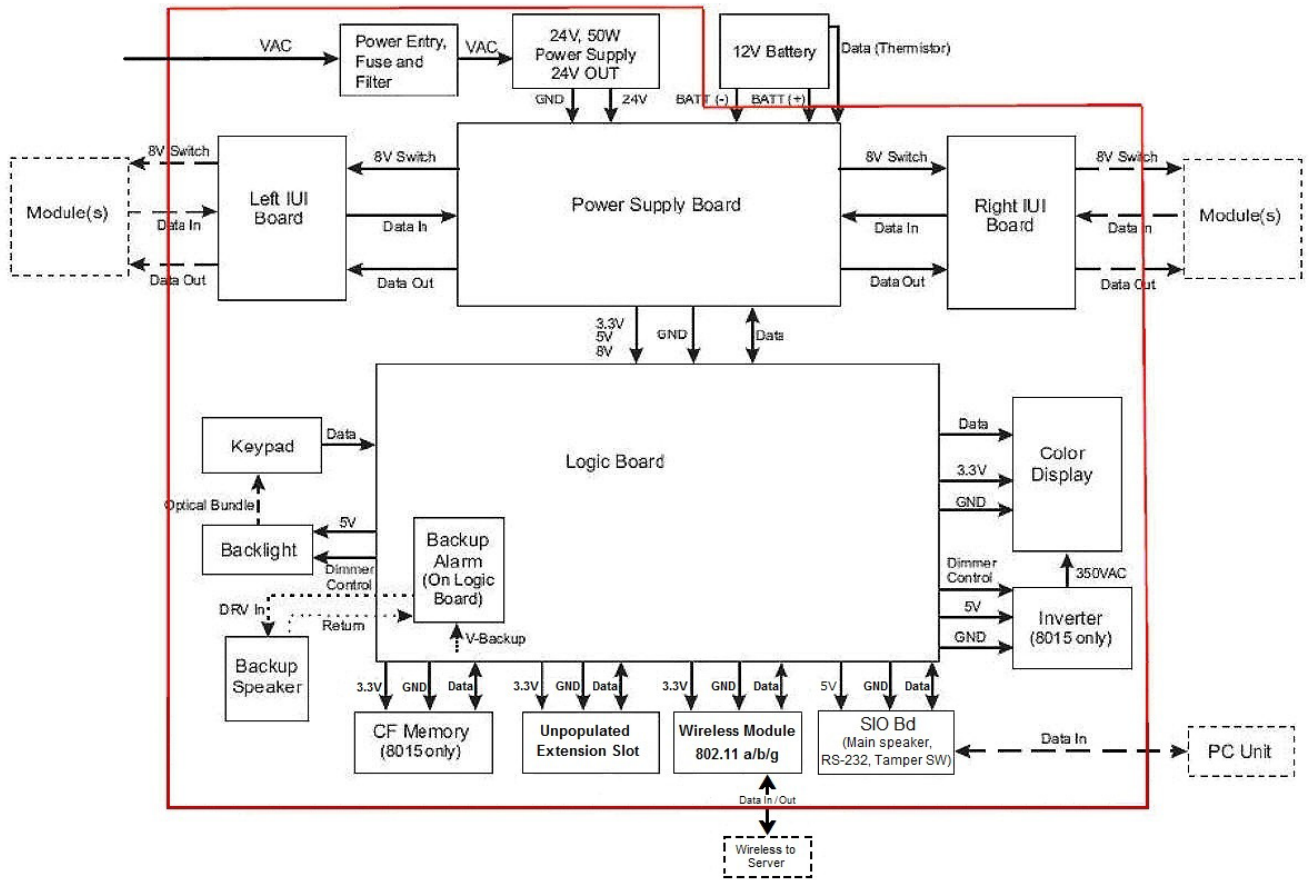 VAC
Power Entry,
Fuse and
Filter
VAC
24V, 50W
Power Supply
24V OUT
12V Battery
Data (Thermistor)
GND
24V
BATT (-)
BATT (+)
8V Switch
Module(s)
Data In
Data Out
Left IUI
Board
8V Switch
Data In
Data Out
Power Supply Board
8V Switch
Data In
Data Out
Right IUI
Board
8V Switch
Data In
Data Out
Module(s)
3.3V
5V
8V
GND
Data
Keypad
Data
Optical Bundle
Backlight
5V
Dimmer
Control
Logic Board
Backup
Alarm
(On Logic
Board)
DRV In
Return
V-Backup
Backup
Speaker
Data
3.3V
GND
Color
Display
350VAC
Dimmer
Control
5V
GND
Inverter
(8015 only)
3.3V
GND
Data
CF Memory
(8015 only)
3.3V
GND
Data
Unpopulated
Extension Slot
3.3V
GND
Data
Wireless Module
802.11 a/b/g
5V
GND
Data
SIO Bd
(Main speaker,
RS-232, Tamper SW)
Data In
PC Unit
Data In/Out
Wireless to
Server